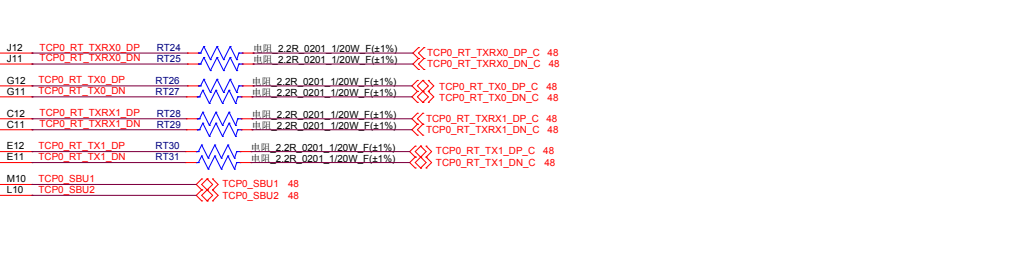 J12 TCP0_RT_TXRX0_DP RT24 电阻_2.2R_0201_1/20W_F(±1%) TCP0_RT_TXRX0_DP_C 48
J11 TCP0_RT_TXRX0_DN RT25 电阻_2.2R_0201_1/20W_F(±1%) TCP0_RT_TXRX0_DN_C 48
G12 TCP0_RT_TX0_DP RT26 电阻_2.2R_0201_1/20W_F(±1%) TCP0_RT_TX0_DP_C 48
G11 TCP0_RT_TX0_DN RT27 电阻_2.2R_0201_1/20W_F(±1%) TCP0_RT_TX0_DN_C 48
C12 TCP0_RT_TXRX1_DP RT28 电阻_2.2R_0201_1/20W_F(±1%) TCP0_RT_TXRX1_DP_C 48
C11 TCP0_RT_TXRX1_DN RT29 电阻_2.2R_0201_1/20W_F(±1%) TCP0_RT_TXRX1_DN_C 48
E12 TCP0_RT_TX1_DP RT30 电阻_2.2R_0201_1/20W_F(±1%) TCP0_RT_TX1_DP_C 48
E11 TCP0_RT_TX1_DN RT31 电阻_2.2R_0201_1/20W_F(±1%) TCP0_RT_TX1_DN_C 48
M10 TCP0_SBU1 TCP0_SBU1 48
L10 TCP0_SBU2 TCP0_SBU2 48